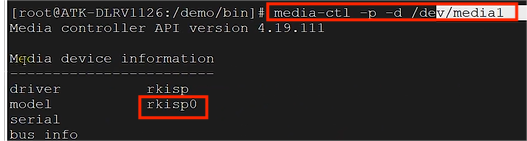 [root@ATK-DLRV1126:/demo/bin]# media-ctl -p -d /dev/media1
Media controller API version 4.19.111
Media device information
------------------------
driver rkisp
model rkisp0
serial
bus info